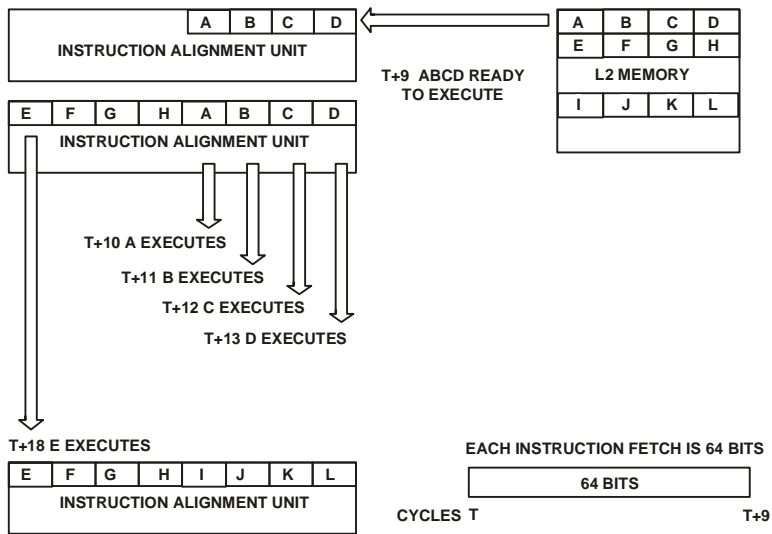 A B C D
INSTRUCTION ALIGNMENT UNIT
A B C D
E F G H
L2 MEMORY
I J K L
T+9 ABCD READY
TO EXECUTE
E F G H A B C D
INSTRUCTION ALIGNMENT UNIT
T+10 A EXECUTES
T+11 B EXECUTES
T+12 C EXECUTES
T+13 D EXECUTES
T+18 E EXECUTES
E F G H I J K L
INSTRUCTION ALIGNMENT UNIT
EACH INSTRUCTION FETCH IS 64 BITS
64 BITS
CYCLES T T+9